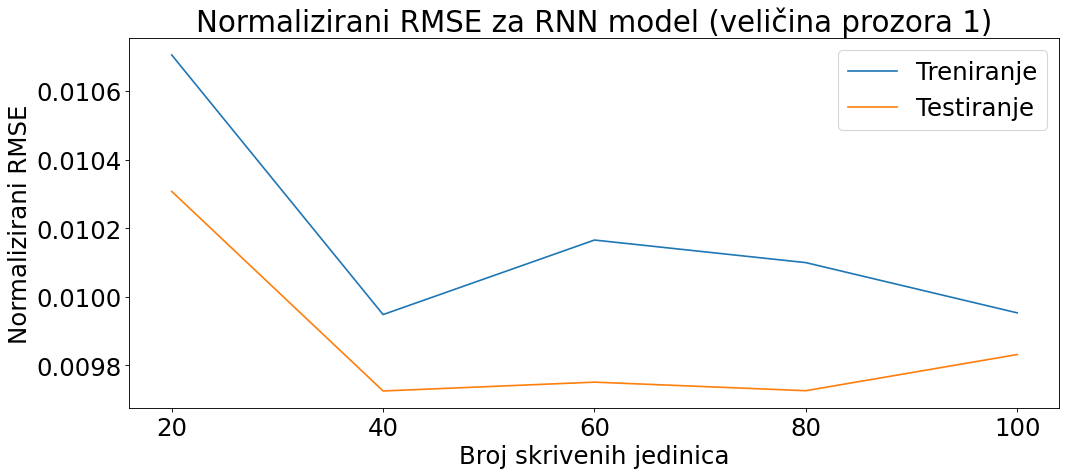 Normalizirani RMSE za RNN model (veličina prozora 1)
Treniranje
Testiranje
Normalizirani RMSE
0.0106
0.0104
0.0102
0.0100
0.0098
20 40 60 80 100
Broj skrivenih jedinica